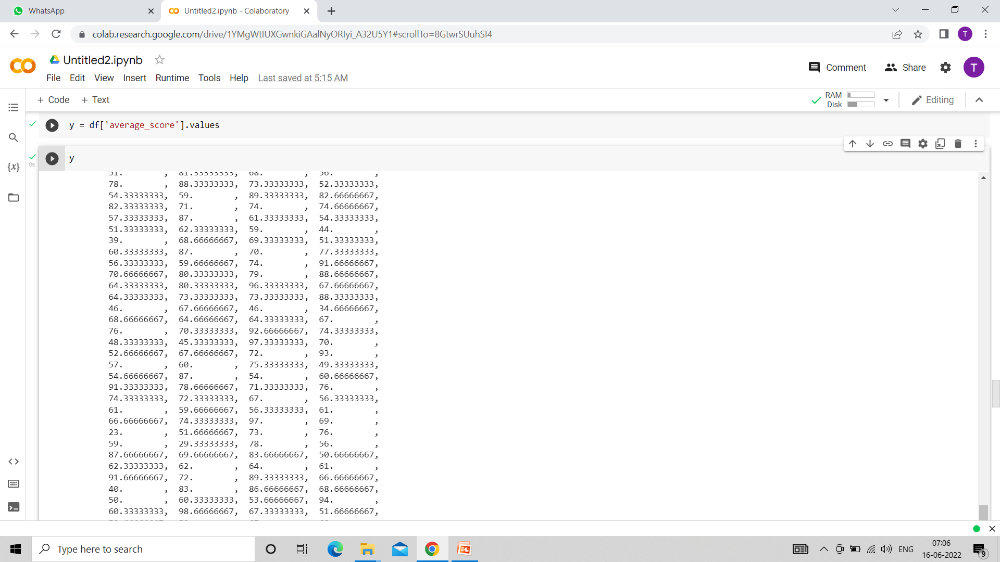 WhatsApp
Untitled2.ipynb - Colaboratory
colab.research.google.com/drive/1YMgWtIUXGwnkiGAalNyORIyi_A32U5Y1#scrollTo=8GtwrSUuhSI4
T
CO
Untitled2.ipynb
Comment
Share
T
File Edit View Insert Runtime Tools Help Last saved at 5:15 AM
+ Code + Text
RAM
Disk
Editing
y = df['average_score'].values
{x}
0s
y
51. , 81.33333333, 68. , 56. ,
78. , 88.33333333, 73.33333333, 52.33333333,
54.33333333, 59. , 89.33333333, 82.66666667,
82.33333333, 71. , 74. , 74.66666667,
57.33333333, 87. , 61.33333333, 54.33333333,
51.33333333, 62.33333333, 59. , 44. ,
39. , 68.66666667, 69.33333333, 51.33333333,
60.33333333, 87. , 70. , 77.33333333,
56.33333333, 59.66666667, 74. , 91.66666667,
70.66666667, 80.33333333, 79. , 88.66666667,
64.33333333, 80.33333333, 96.33333333, 67.66666667,
64.33333333, 73.33333333, 73.33333333, 88.33333333,
46. , 67.66666667, 46. , 34.66666667,
68.66666667, 64.66666667, 64.33333333, 67. ,
76. , 70.33333333, 92.66666667, 74.33333333,
48.33333333, 45.33333333, 97.33333333, 70. ,
52.66666667, 67.66666667, 72. , 93. ,
57. , 60. , 75.33333333, 49.33333333,
54.66666667, 87. , 54. , 60.66666667,
91.33333333, 78.66666667, 71.33333333, 76. ,
74.33333333, 72.33333333, 67. , 56.33333333,
61. , 59.66666667, 56.33333333, 61. ,
66.66666667, 74.33333333, 97. , 69. ,
23. , 51.66666667, 73. , 76. ,
59. , 29.33333333, 78. , 56. ,
87.66666667, 69.66666667, 83.66666667, 50.66666667,
62.33333333, 62. , 64. , 61. ,
91.66666667, 72. , 89.33333333, 66.66666667,
40. , 83. , 86.66666667, 68.66666667,
50. , 60.33333333, 53.66666667, 94. ,
60.33333333, 98.66666667, 67.33333333, 51.66666667,
Type here to search
ENG
07:06
16-06-2022
9